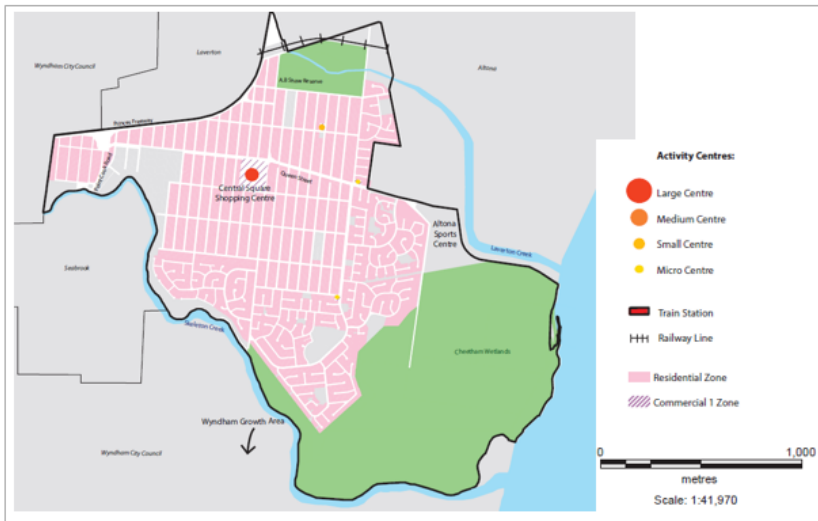 Laverton
Wyndham City Council
Altona
A.B Shaw Reserve
Princes Freeway
Point Cook Road
Queen Street
Central Square
Shopping Centre
Altona
Sports
Centre
Laverton Creek
Seabrook
Skeleton Creek
Cheetham Wetlands
Wyndham Growth Area
Wyndham City Council
Activity Centres:
Large Centre
Medium Centre
Small Centre
Micro Centre
Train Station
Railway Line
Residential Zone
Commercial 1 Zone
0
1,000
metres
Scale: 1:41,970